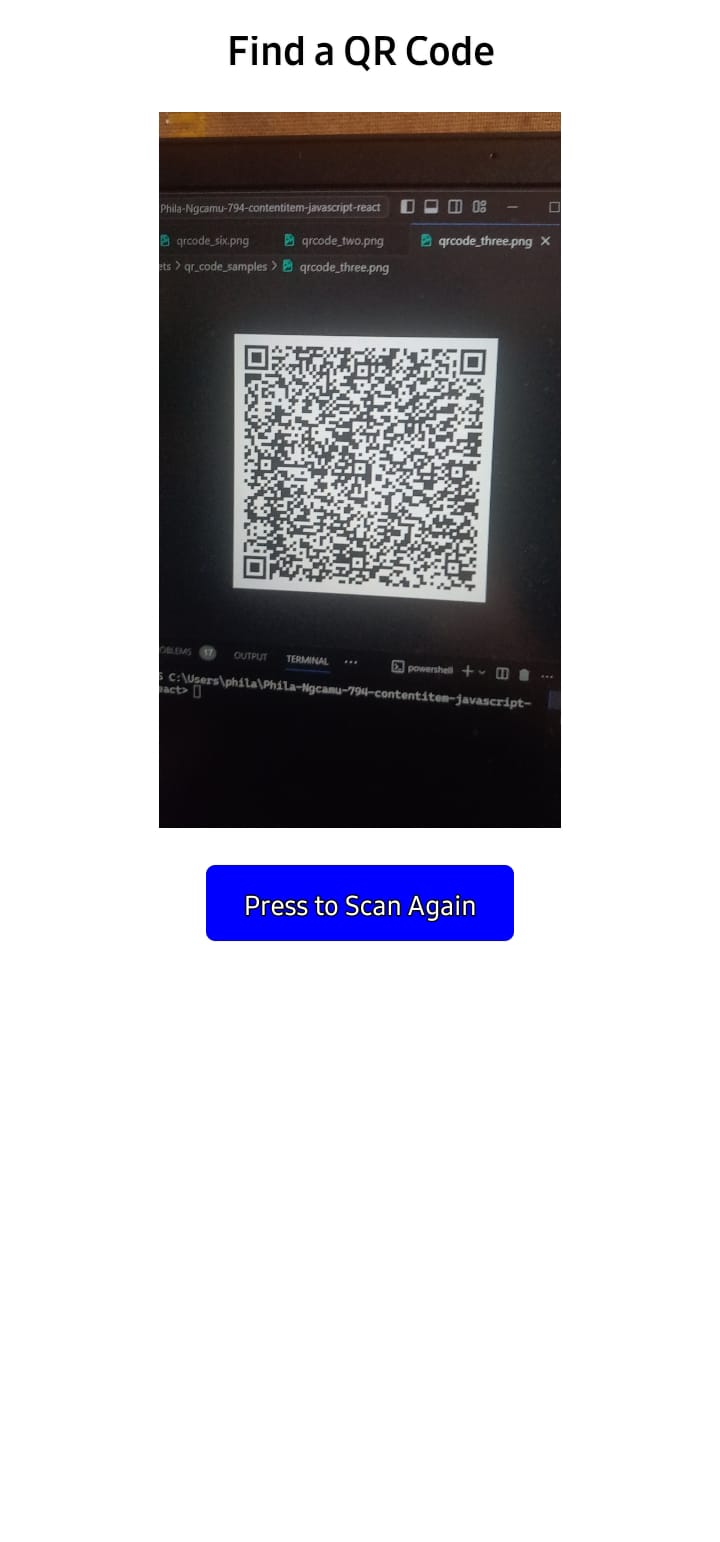 Find a QR Code
Phila-Ngcamu-794-contentitem-javascript-react
qrcode_six.png qrcode_two.png qrcode_three.png
ets > qr_code_samples > qrcode_three.png
OBLEMS 17 OUTPUT TERMINAL ... powershell
S C:\Users\phila\Phila-Ngcamu-794-contentitem-javascript-
eact>
Press to Scan Again